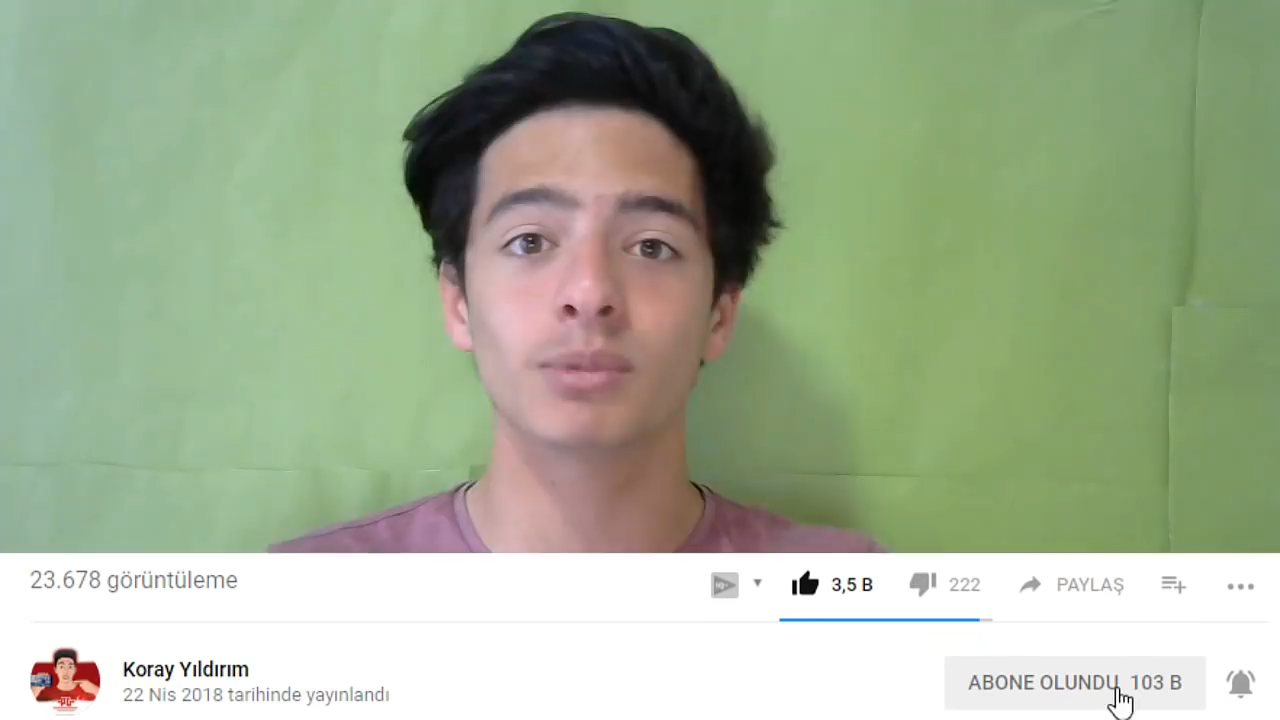 23.678 görüntüleme
3,5 B 222 PAYLAŞ
Koray Yıldırım
22 Nis 2018 tarihinde yayınlandı
ABONE OLUNDU 103 B